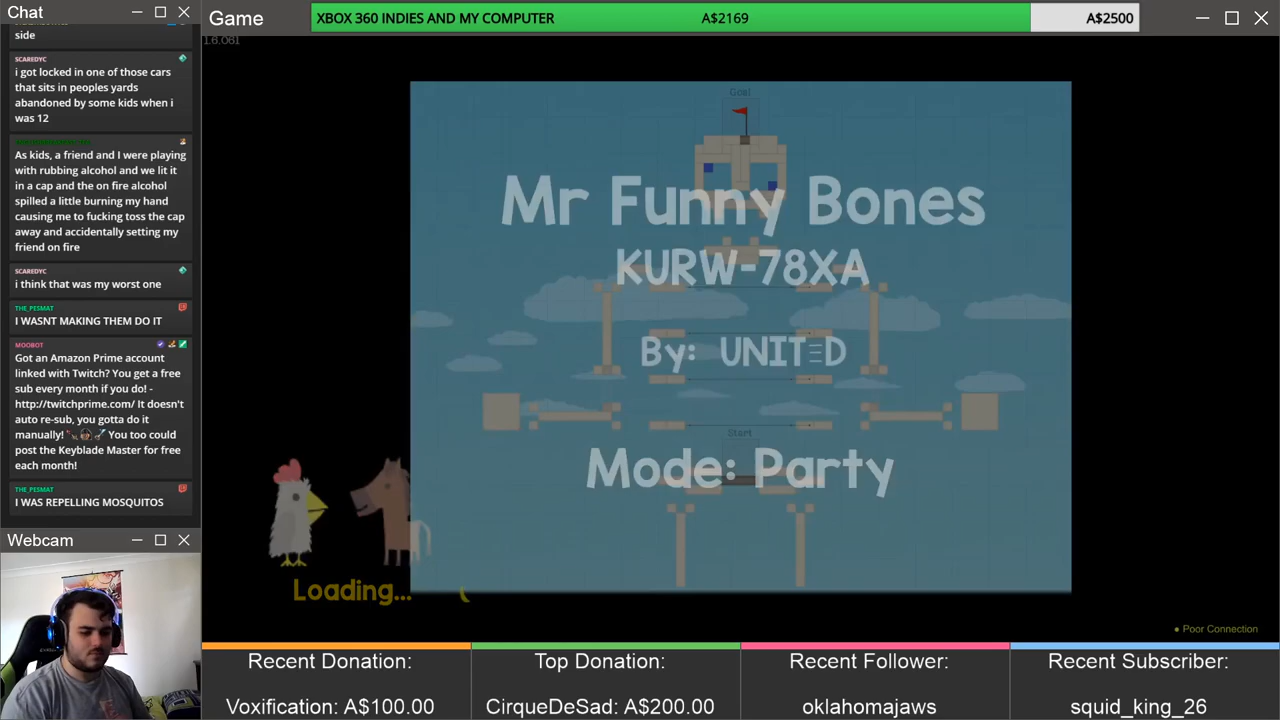 Chat
side
SCAREDYC
i got locked in one of those cars
that sits in peoples yards
abandoned by some kids when i
was 12
As kids, a friend and I were playing
with rubbing alcohol and we lit it
in a cap and the on fire alcohol
spilled a little burning my hand
causing me to fucking toss the cap
away and accidentally setting my
friend on fire
SCAREDYC
i think that was my worst one
THE_PESMAT
I WASNT MAKING THEM DO IT
MOOBOT
Got an Amazon Prime account
linked with Twitch? You get a free
sub every month if you do! -
http://twitchprime.com/ It doesn't
auto re-sub, you gotta do it
manually! You too could
post the Keyblade Master for free
each month!
THE_PESMAT
I WAS REPELLING MOSQUITOS
Webcam
Game
XBOX 360 INDIES AND MY COMPUTER
A$2169
A$2500
1.6.061
Goal
Mr Funny Bones
KURW-78XA
By: UNITΞD
Start
Mode: Party
Loading...
Poor Connection
Recent Donation:
Voxification: A$100.00
Top Donation:
CirqueDeSad: A$200.00
Recent Follower:
oklahomajaws
Recent Subscriber:
squid_king_26